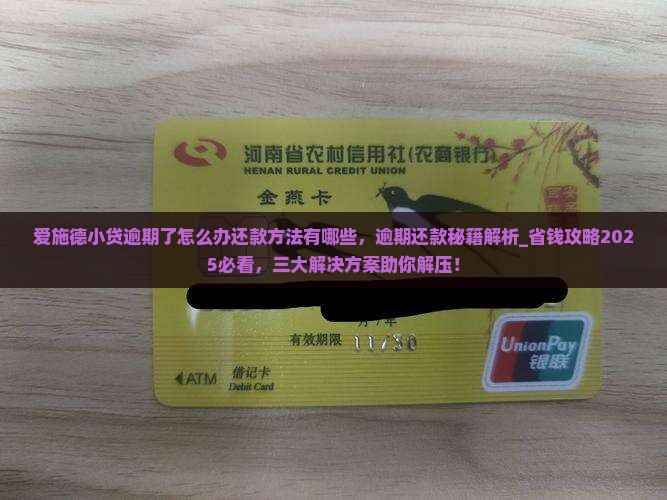 河南省农村信用社(农商银行)
HENAN RURAL CREDIT UNION
金燕卡
爱施德小贷逾期了怎么办还款方法有哪些，逾期还款秘籍解析_省钱攻略202
5必看，三大解决方案助你解压！
月/年
有效期限 11/30
ATM 借记卡
Debit Card
UnionPay
银联